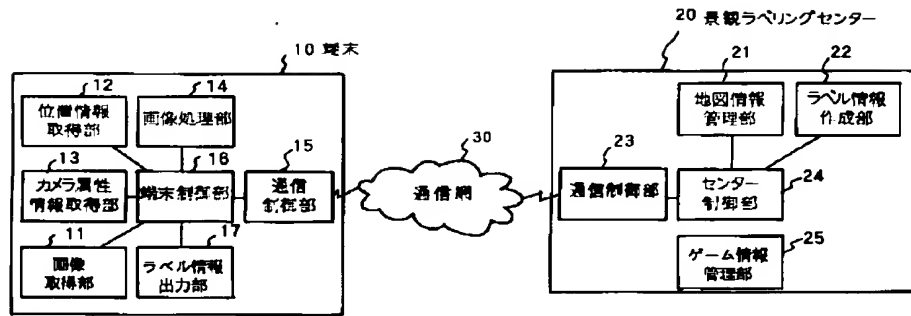 10 端末
12
位置情報
取得部
14
画像処理部
13
カメラ属性
情報取得部
16
端末制御部
15
通信
制御部
11
画像
取得部
17
ラベル情報
出力部
30
通信網
20 景観ラベリングセンター
21
地図情報
管理部
22
ラベル情報
作成部
23
通信制御部
センター
制御部
24
ゲーム情報
管理部
25